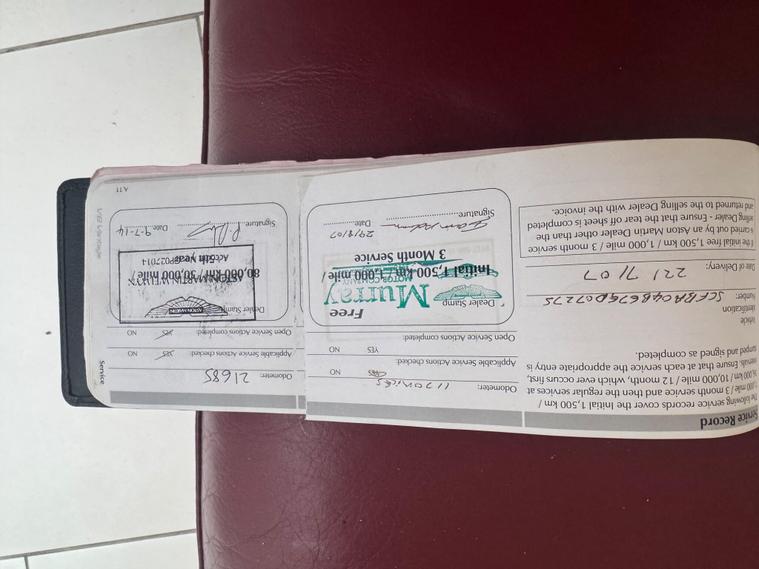 Service Record
The following service records cover the Initial 1,500 km /
1,000 mile / 3 month service and then the regular services at
16,000 km / 10,000 mile / 12 month, which ever occurs first,
intervals. Ensure that at each service the appropriate entry is
stamped and signed as completed.
Vehicle
Identification
Number:
Date of Delivery: 22/7/07
If the initial free 1,500 km / 1,000 mile / 3 month service
is carried out by an Aston Martin Dealer other than the
selling Dealer - Ensure that the tear off sheet is completed
and returned to the selling Dealer with the invoice.
Odometer: 1170 miles
Applicable Service Actions checked:
YES NO
Open Service Actions completed:
Dealer Stamp
Free
Murray
MOTOR COMPANY
Initial 1,500 km / 1,000 mile /
3 Month Service
29/8/07
Signature Date
Service
Odometer: 21685
Applicable Service Actions checked: YES NO
Open Service Actions completed: YES NO
Dealer Stamp
ASTON MARTIN
80,000 km / 50,000 mile /
5th year
Signature Date 9-7-14